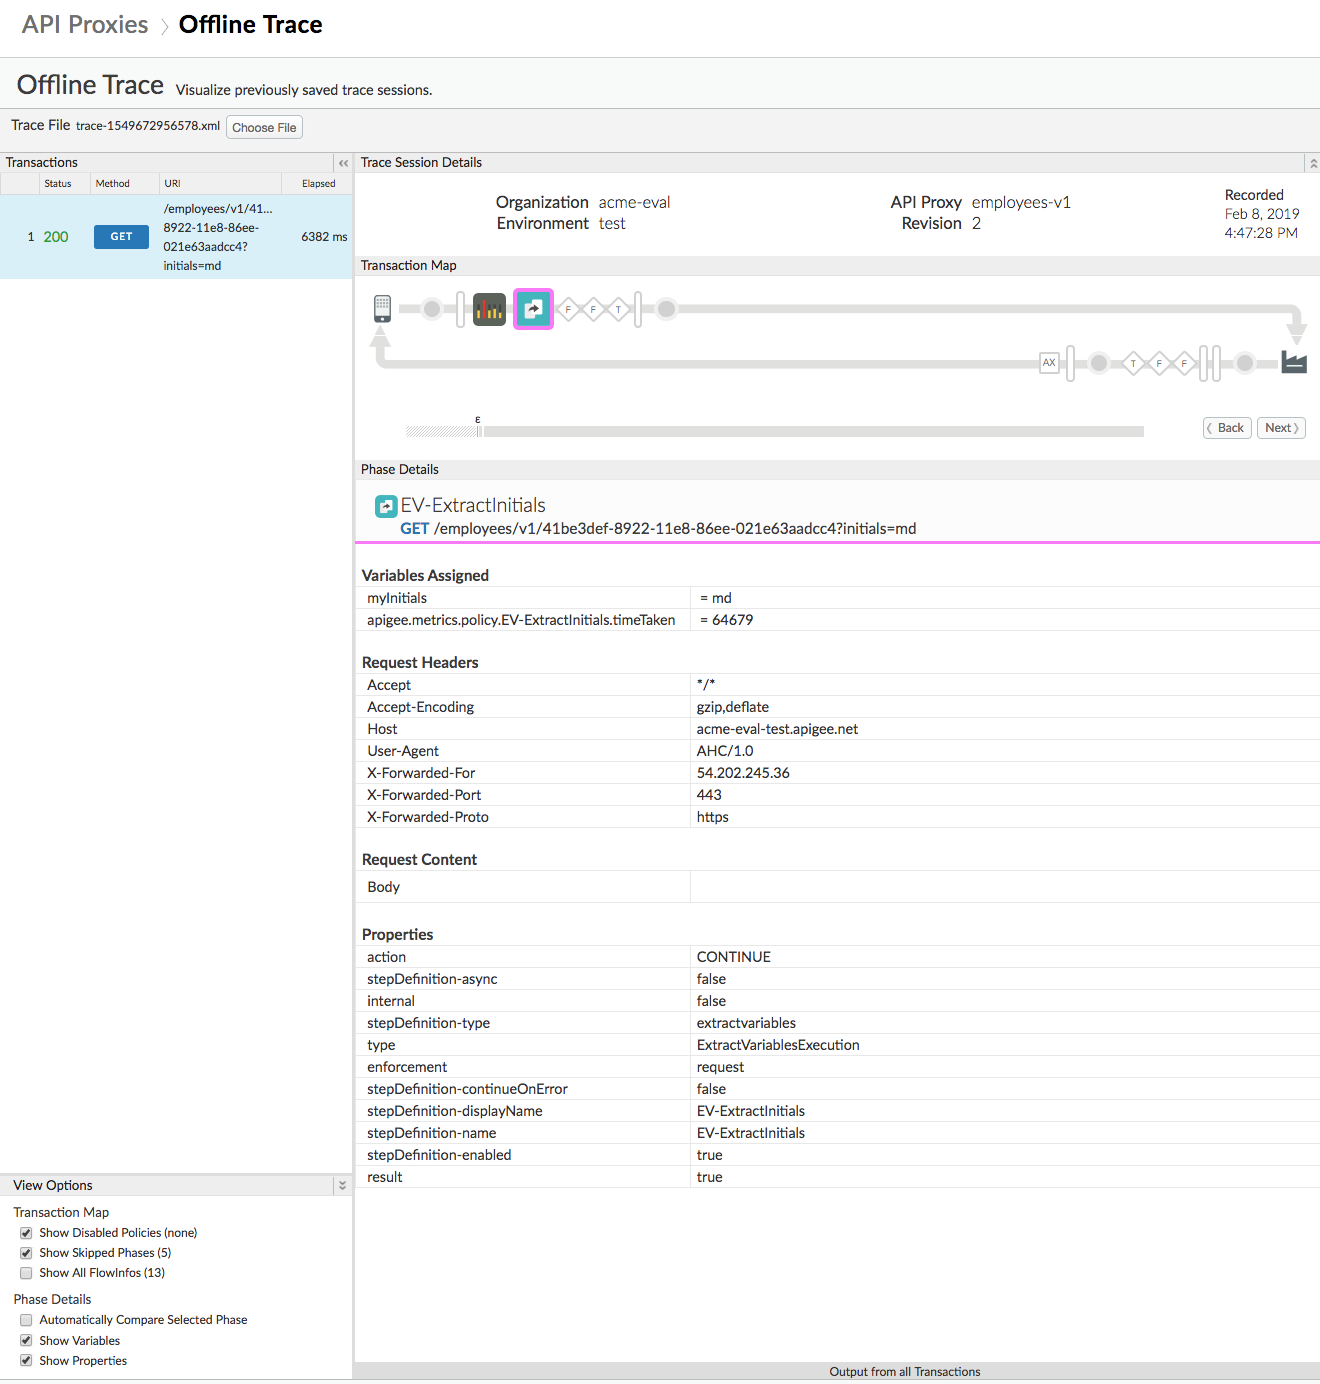 API Proxies > Offline Trace
Offline Trace Visualize previously saved trace sessions.
Trace File trace-1549672956578.xml Choose File
Transactions «
Status Method URI Elapsed
1 200 GET /employees/v1/41... 6382 ms
8922-11e8-86ee-
021e63aadcc4?
initials=md
Trace Session Details
Organization acme-eval
Environment test
API Proxy employees-v1
Revision 2
Recorded
Feb 8, 2019
4:47:28 PM
Transaction Map
F F T
AX T F F
ε
Back Next
Phase Details
EV-ExtractInitials
GET /employees/v1/41be3def-8922-11e8-86ee-021e63aadcc4?initials=md
Variables Assigned
myInitials = md
apigee.metrics.policy.EV-ExtractInitials.timeTaken = 64679
Request Headers
Accept */*
Accept-Encoding gzip,deflate
Host acme-eval-test.apigee.net
User-Agent AHC/1.0
X-Forwarded-For 54.202.245.36
X-Forwarded-Port 443
X-Forwarded-Proto https
Request Content
Body
Properties
action CONTINUE
stepDefinition-async false
internal false
stepDefinition-type extractvariables
type ExtractVariablesExecution
enforcement request
stepDefinition-continueOnError false
stepDefinition-displayName EV-ExtractInitials
stepDefinition-name EV-ExtractInitials
stepDefinition-enabled true
result true
View Options
Transaction Map
Show Disabled Policies (none)
Show Skipped Phases (5)
Show All FlowInfos (13)
Phase Details
Automatically Compare Selected Phase
Show Variables
Show Properties
Output from all Transactions